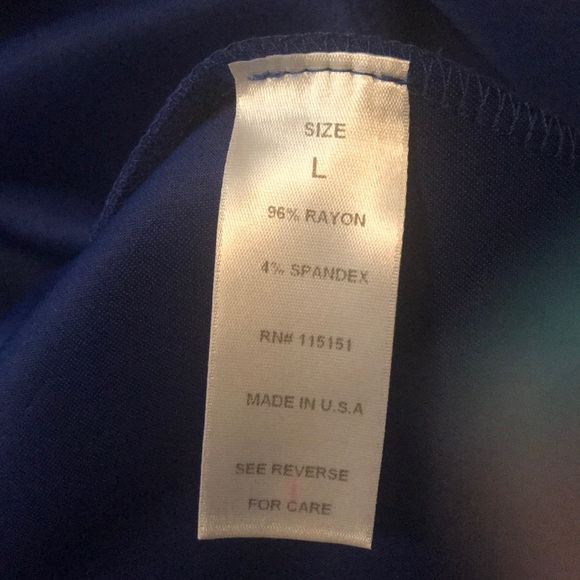 SIZE
L
96% RAYON
4% SPANDEX
RN# 115151
MADE IN U.S.A
SEE REVERSE
FOR CARE